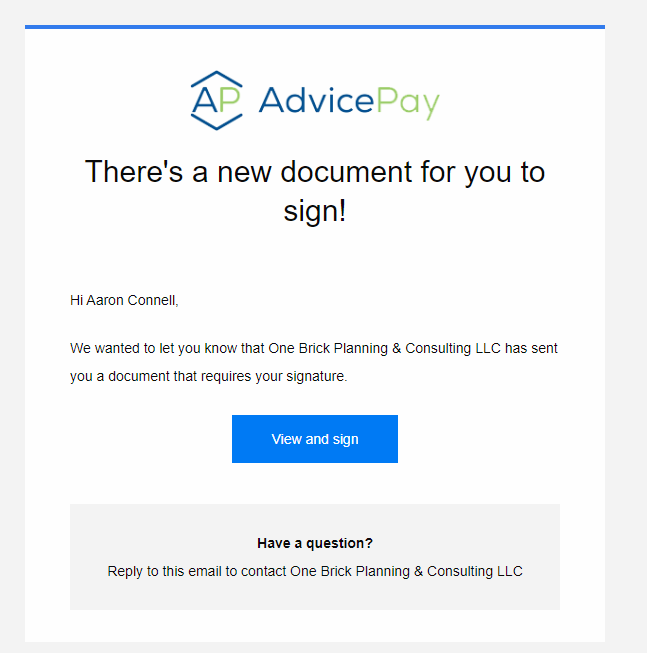 AP AdvicePay
There's a new document for you to
sign!
Hi Aaron Connell,
We wanted to let you know that One Brick Planning & Consulting LLC has sent
you a document that requires your signature.
View and sign
Have a question?
Reply to this email to contact One Brick Planning & Consulting LLC